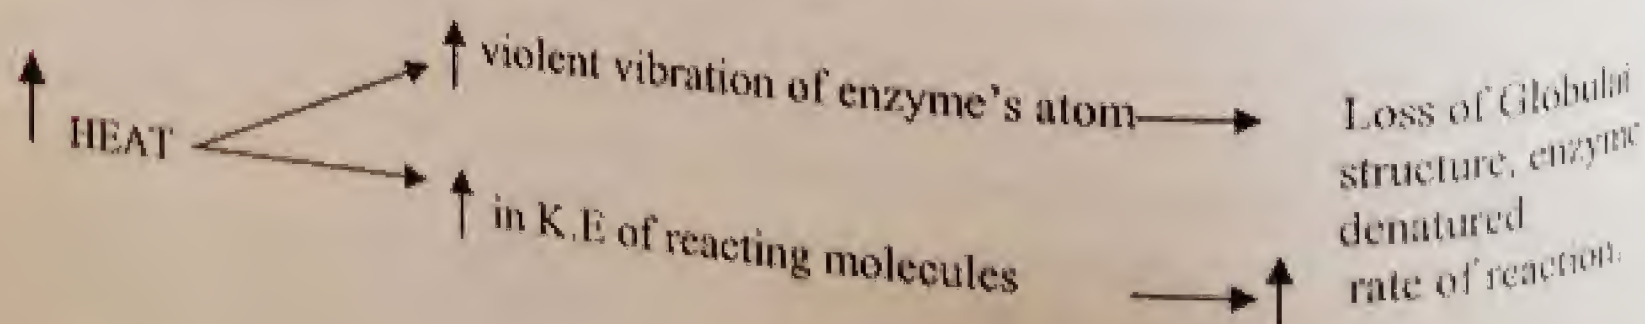 violent vibration of enzyme's atom
HEAT
in K.E of reacting molecules
Loss of Globular
structure, enzyme
denatured
rate of reaction.